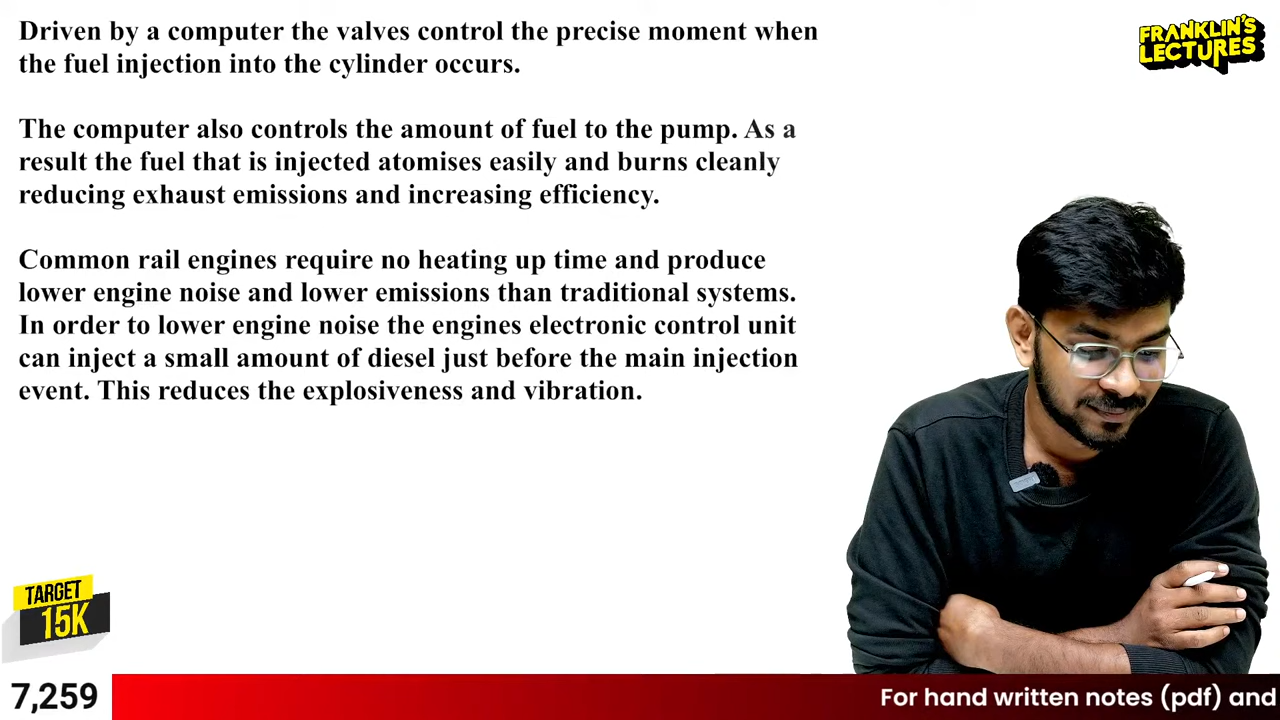 Driven by a computer the valves control the precise moment when
the fuel injection into the cylinder occurs.
The computer also controls the amount of fuel to the pump. As a
result the fuel that is injected atomises easily and burns cleanly
reducing exhaust emissions and increasing efficiency.
Common rail engines require no heating up time and produce
lower engine noise and lower emissions than traditional systems.
In order to lower engine noise the engines electronic control unit
can inject a small amount of diesel just before the main injection
event. This reduces the explosiveness and vibration.
FRANKLIN'S
LECTURES
TARGET
15K
7,259
For hand written notes (pdf) and